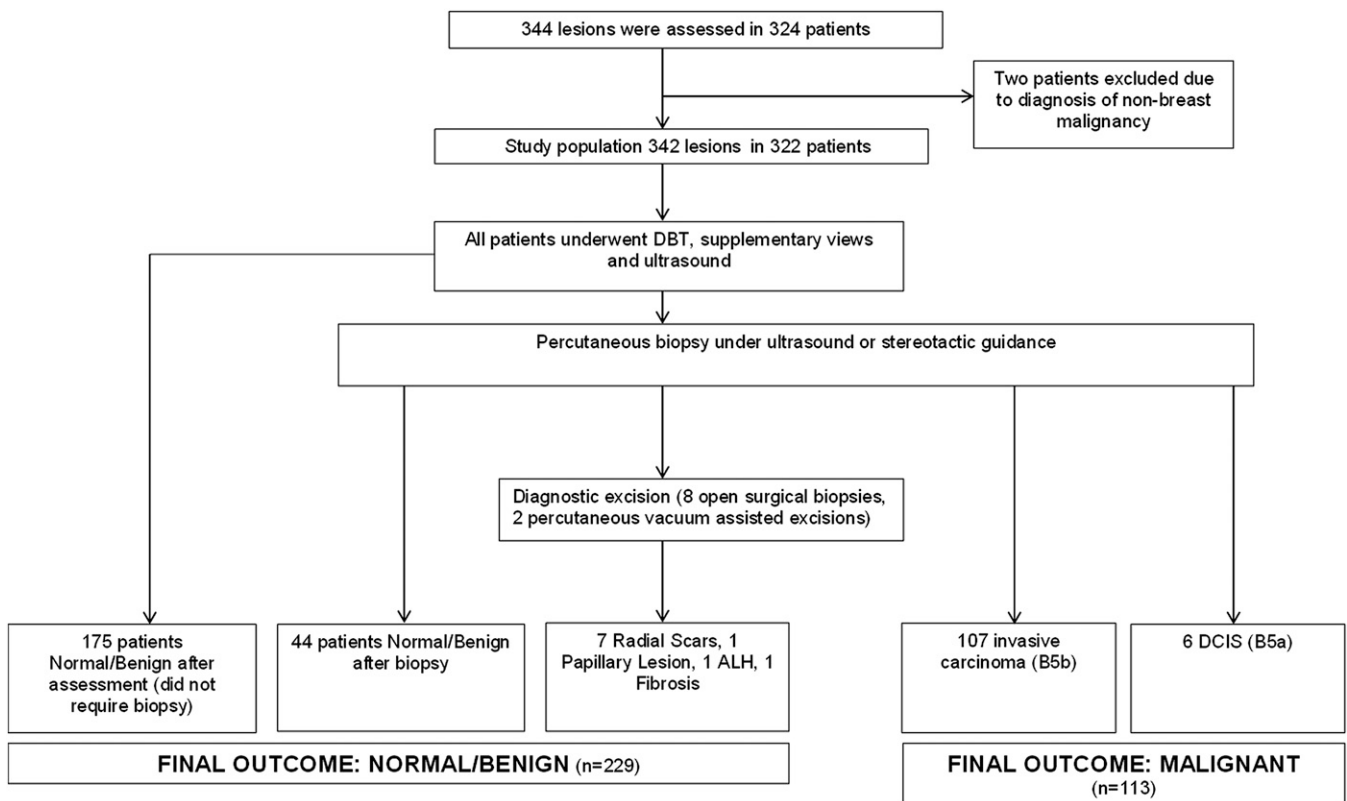 344 lesions were assessed in 324 patients
Two patients excluded due
to diagnosis of non-breast
malignancy
Study population 342 lesions in 322 patients
All patients underwent DBT, supplementary views
and ultrasound
Percutaneous biopsy under ultrasound or stereotactic guidance
Diagnostic excision (8 open surgical biopsies,
2 percutaneous vacuum assisted excisions)
175 patients
Normal/Benign after
assessment (did not
require biopsy)
44 patients Normal/Benign
after biopsy
7 Radial Scars, 1
Papillary Lesion, 1 ALH, 1
Fibrosis
107 invasive
carcinoma (B5b)
6 DCIS (B5a)
FINAL OUTCOME: NORMAL/BENIGN (n=229)
FINAL OUTCOME: MALIGNANT
(n=113)